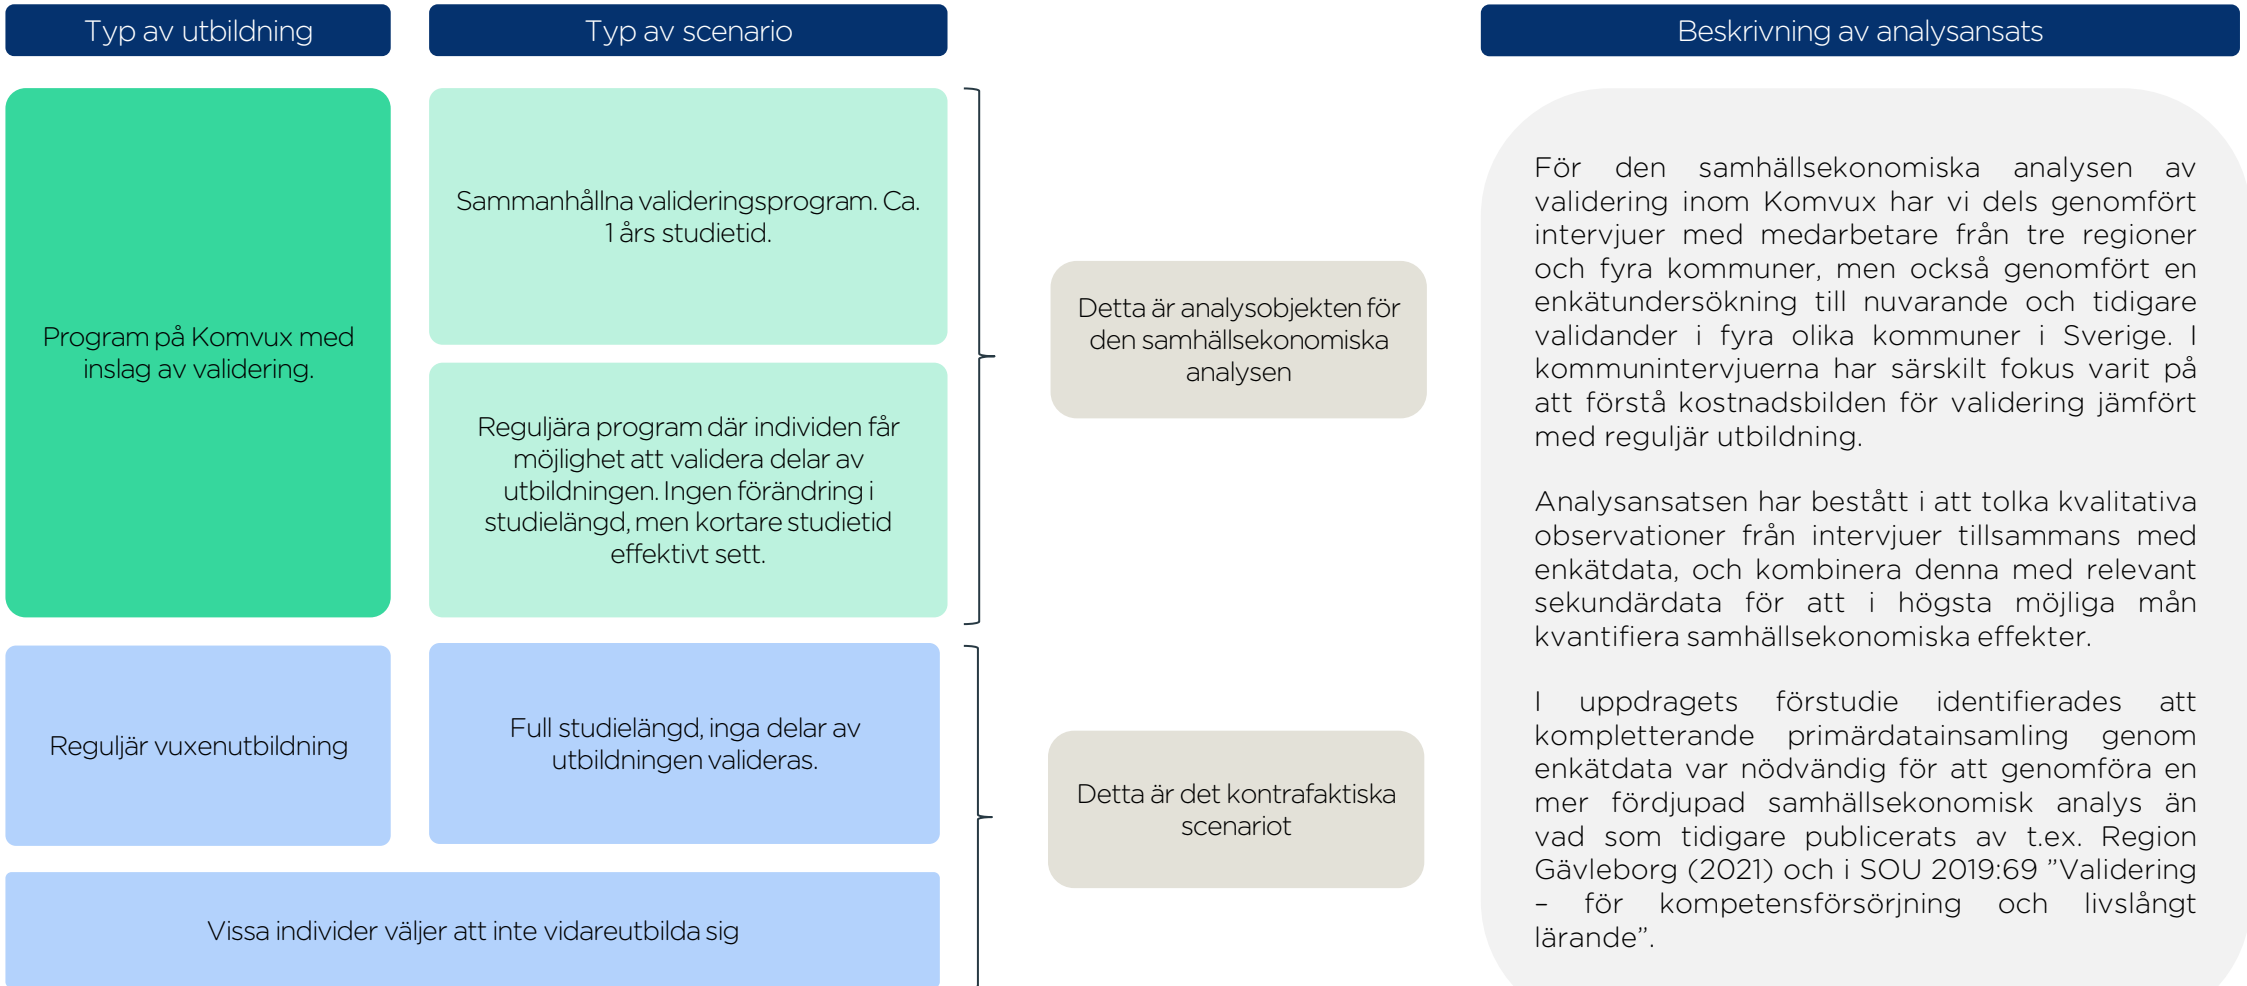 Typ av utbildning
Typ av scenario
Beskrivning av analysansats
Program på Komvux med
inslag av validering.
Sammanhållna valideringsprogram. Ca.
1 års studietid.
Reguljära program där individen får
möjlighet att validera delar av
utbildningen. Ingen förändring i
studielängd, men kortare studietid
effektivt sett.
Detta är analysobjekten för
den samhällsekonomiska
analysen
Reguljär vuxenutbildning
Full studielängd, inga delar av
utbildningen valideras.
Vissa individer väljer att inte vidareutbilda sig
Detta är det kontrafaktiska
scenariot
För den samhällsekonomiska analysen av
validering inom Komvux har vi dels genomfört
intervjuer med medarbetare från tre regioner
och fyra kommuner, men också genomfört en
enkätundersökning till nuvarande och tidigare
validander i fyra olika kommuner i Sverige. I
kommunintervjuerna har särskilt fokus varit på
att förstå kostnadsbilden för validering jämfört
med reguljär utbildning.
Analysansatsen har bestått i att tolka kvalitativa
observationer från intervjuer tillsammans med
enkätdata, och kombinera denna med relevant
sekundärdata för att i högsta möjliga mån
kvantifiera samhällsekonomiska effekter.
I uppdragets förstudie identifierades att
kompletterande primärdatainsamling genom
enkätdata var nödvändig för att genomföra en
mer fördjupad samhällsekonomisk analys än
vad som tidigare publicerats av t.ex. Region
Gävleborg (2021) och i SOU 2019:69 ”Validering
– för kompetensförsörjning och livslångt
lärande”.